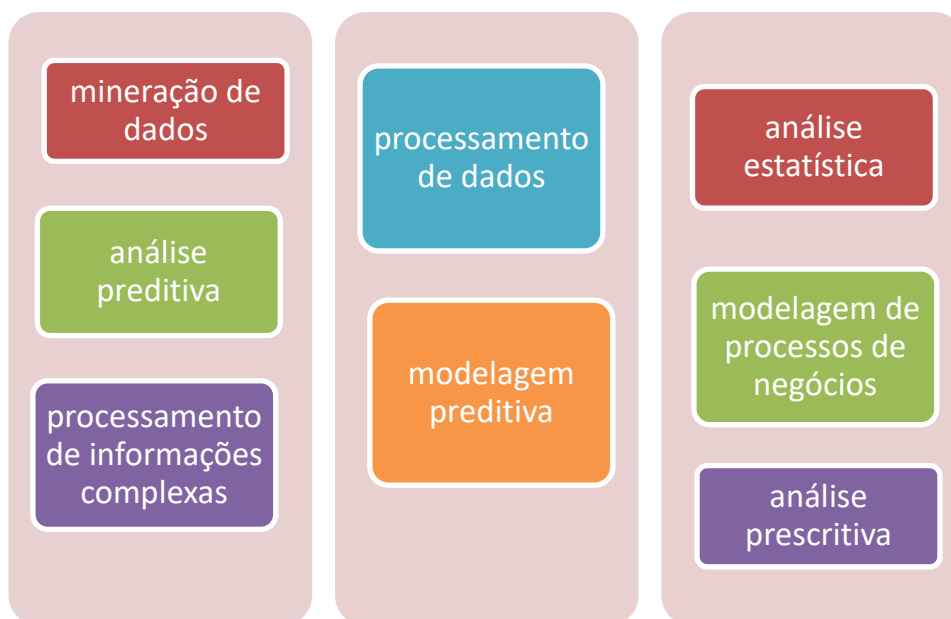 mineração de
dados
análise
preditiva
processamento
de informações
complexas
processamento
de dados
modelagem
preditiva
análise
estatística
modelagem de
processos de
negócios
análise
prescritiva